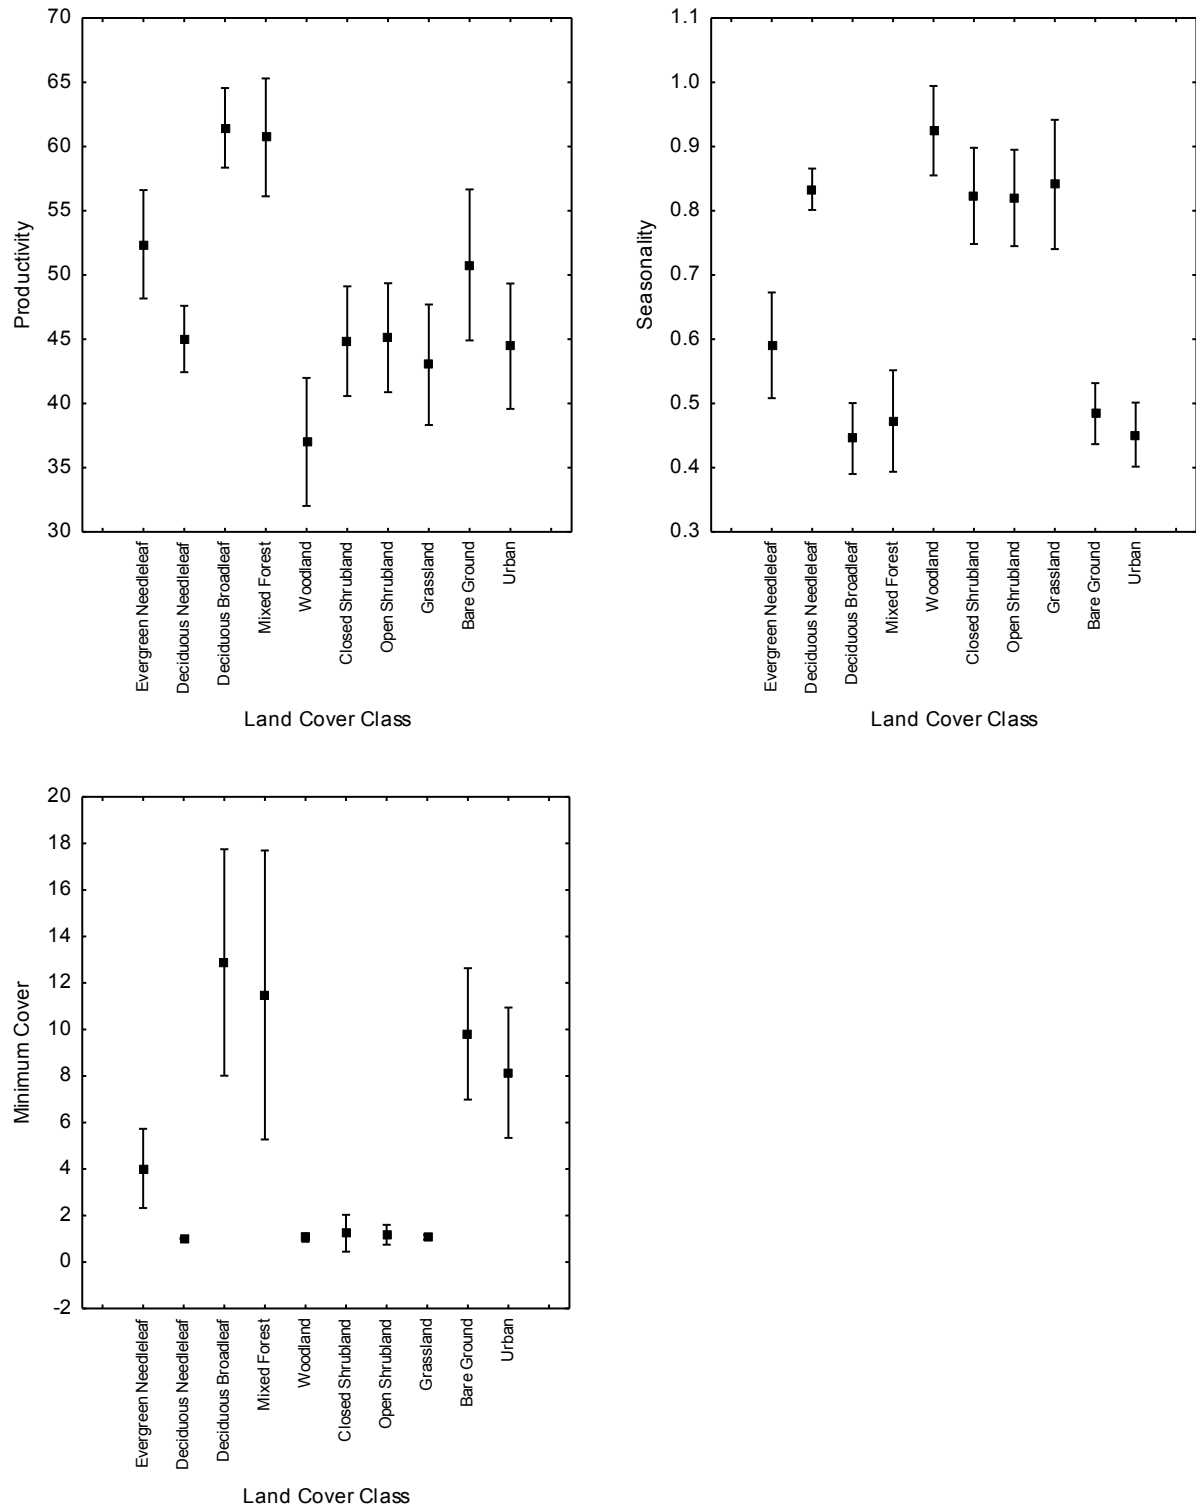 70
65
60
55
50
45
40
35
30
Productivity
Evergreen Needleleaf
Deciduous Needleleaf
Deciduous Broadleaf
Mixed Forest
Woodland
Closed Shrubland
Open Shrubland
Grassland
Bare Ground
Urban
Land Cover Class
1.1
1.0
0.9
0.8
0.7
0.6
0.5
0.4
0.3
Seasonality
Evergreen Needleleaf
Deciduous Needleleaf
Deciduous Broadleaf
Mixed Forest
Woodland
Closed Shrubland
Open Shrubland
Grassland
Bare Ground
Urban
Land Cover Class
20
18
16
14
12
10
8
6
4
2
0
-2
Minimum Cover
Evergreen Needleleaf
Deciduous Needleleaf
Deciduous Broadleaf
Mixed Forest
Woodland
Closed Shrubland
Open Shrubland
Grassland
Bare Ground
Urban
Land Cover Class